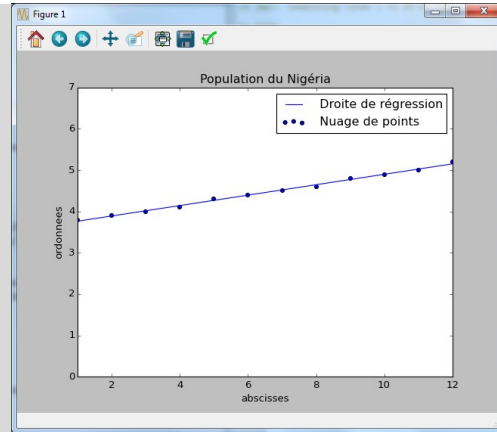 Figure 1
Population du Nigéria
7
6
5
4
3
2
1
0
Droite de régression
Nuage de points
ordonnees
2
4
6
8
10
12
abscisses